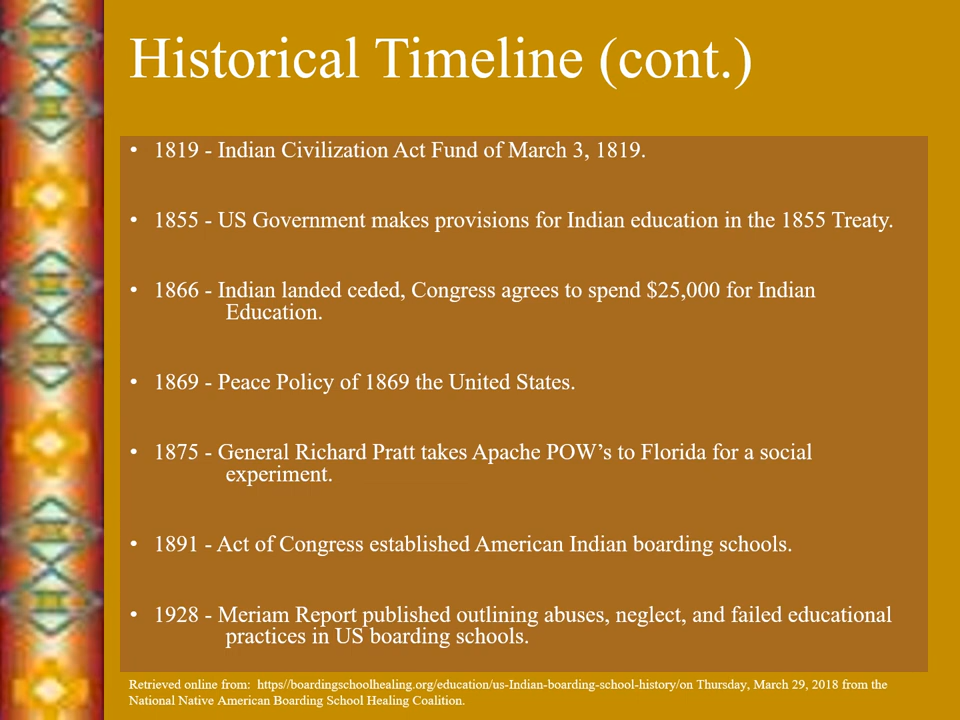 Historical Timeline (cont.)
• 1819 - Indian Civilization Act Fund of March 3, 1819.
• 1855 - US Government makes provisions for Indian education in the 1855 Treaty.
• 1866 - Indian landed ceded, Congress agrees to spend $25,000 for Indian
Education.
• 1869 - Peace Policy of 1869 the United States.
• 1875 - General Richard Pratt takes Apache POW’s to Florida for a social
experiment.
• 1891 - Act of Congress established American Indian boarding schools.
• 1928 - Meriam Report published outlining abuses, neglect, and failed educational
practices in US boarding schools.
Retrieved online from:  https//boardingschoolhealing.org/education/us-Indian-boarding-school-history/on Thursday, March 29, 2018 from the
National Native American Boarding School Healing Coalition.